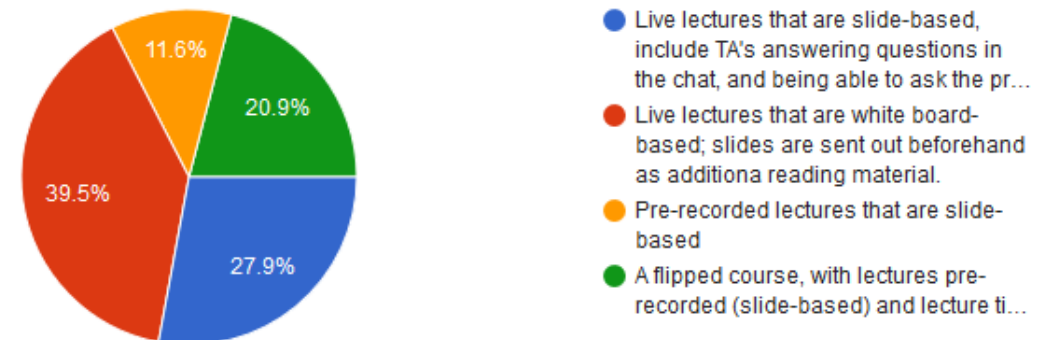 11.6%
20.9%
39.5%
27.9%
Live lectures that are slide-based,
include TA's answering questions in
the chat, and being able to ask the pr...
Live lectures that are white board-
based; slides are sent out beforehand
as additiona reading material.
Pre-recorded lectures that are slide-
based
A flipped course, with lectures pre-
recorded (slide-based) and lecture ti...